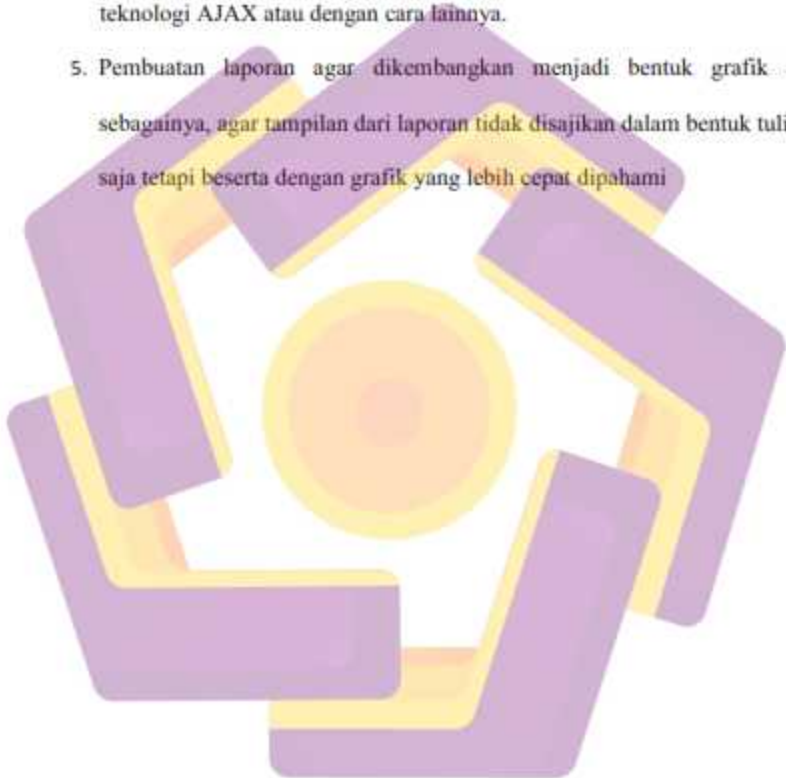 teknologi AJAX atau dengan cara lainnya.
5. Pembuatan laporan agar dikembangkan menjadi bentuk grafik
sebagainya, agar tampilan dari laporan tidak disajikan dalam bentuk tuli
saja tetapi beserta dengan grafik yang lebih cepat dipahami